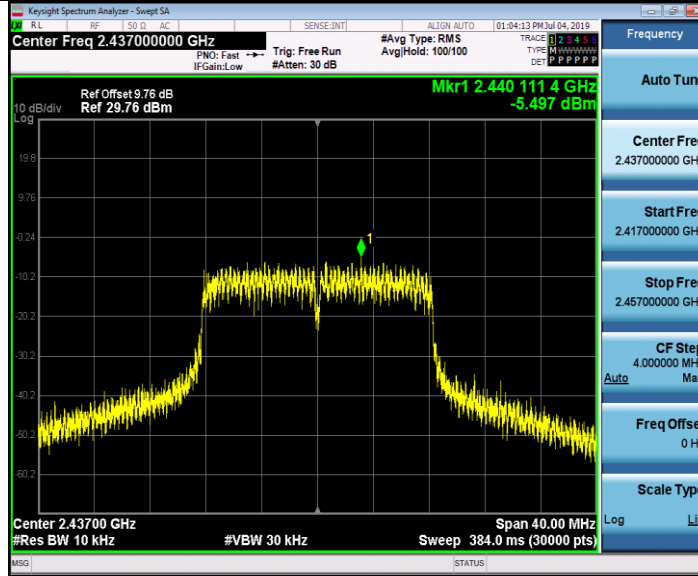 Keysight Spectrum Analyzer - Swept SA
LXI RL RF 50 Ω AC SENSE:INT ALIGN AUTO 01:04:13 PM Jul 04, 2019
Center Freq 2.437000000 GHz
PNO: Fast
IFGain:Low
Trig: Free Run
#Atten: 30 dB
#Avg Type: RMS
Avg|Hold: 100/100
TRACE 1 2 3 4 5 6
TYPE M WWWWW
DET P P P P P P
Ref Offset 9.76 dB
10 dB/div Ref 29.76 dBm
Log
Mkr1 2.440 111 4 GHz
-5.497 dBm
1
19.8
9.76
-0.24
-10.2
-20.2
-30.2
-40.2
-50.2
-60.2
Center 2.43700 GHz
Span 40.00 MHz
#Res BW 10 kHz
#VBW 30 kHz
Sweep 384.0 ms (30000 pts)
MSG
STATUS
Frequency
Auto Tun
Center Fre
2.437000000 GH
Start Fre
2.417000000 GH
Stop Fre
2.457000000 GH
CF Ste
4.000000 MH
Auto Ma
Freq Offse
0 H
Scale Typ
Log Li